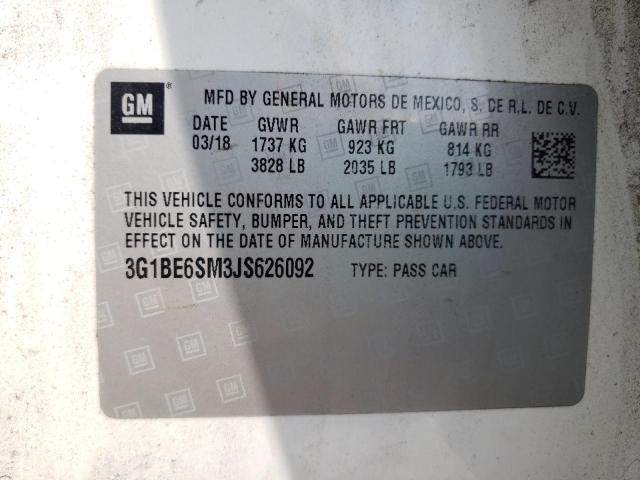 GM
MFD BY GENERAL MOTORS DE MEXICO, S. DE R.L. DE C.V.
DATE GVWR GAWR FRT GAWR RR
03/18 1737 KG 923 KG 814 KG
3828 LB 2035 LB 1793 LB
THIS VEHICLE CONFORMS TO ALL APPLICABLE U.S. FEDERAL MOTOR
VEHICLE SAFETY, BUMPER, AND THEFT PREVENTION STANDARDS IN
EFFECT ON THE DATE OF MANUFACTURE SHOWN ABOVE.
3G1BE6SM3JS626092 TYPE: PASS CAR